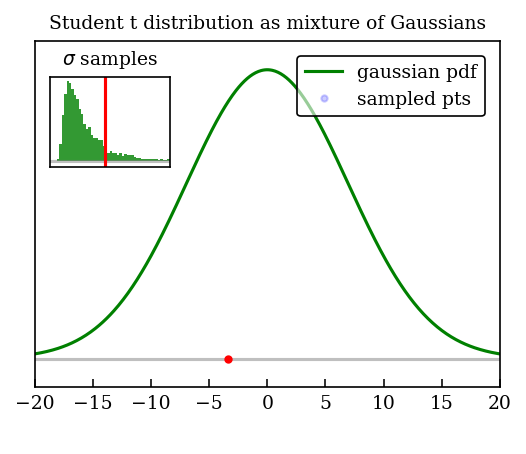 Student t distribution as mixture of Gaussians
σ samples
gaussian pdf
sampled pts
−20 −15 −10 −5 0 5 10 15 20